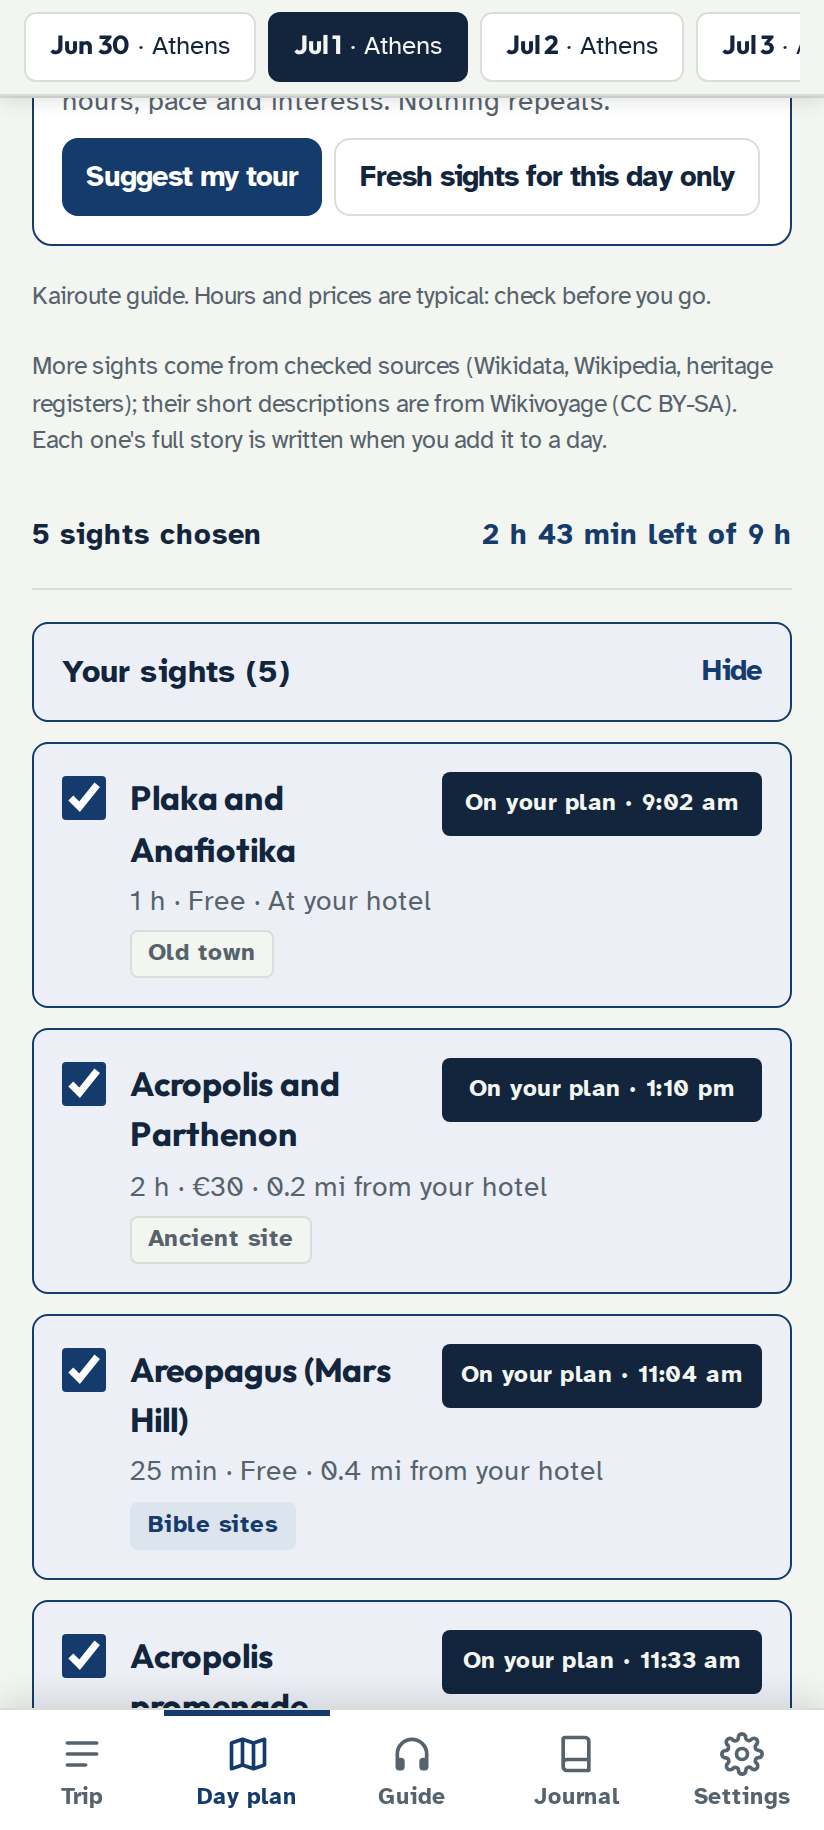 Jun 30 · Athens
Jul 1 · Athens
Jul 2 · Athens
Jul 3 ·
hours, pace and interests. Nothing repeats.
Suggest my tour
Fresh sights for this day only
Kairoute guide. Hours and prices are typical: check before you go.
More sights come from checked sources (Wikidata, Wikipedia, heritage
registers); their short descriptions are from Wikivoyage (CC BY-SA).
Each one's full story is written when you add it to a day.
5 sights chosen
2 h 43 min left of 9 h
Your sights (5)
Hide
Plaka and
Anafiotika
On your plan · 9:02 am
1 h · Free · At your hotel
Old town
Acropolis and
Parthenon
On your plan · 1:10 pm
2 h · €30 · 0.2 mi from your hotel
Ancient site
Areopagus (Mars
Hill)
On your plan · 11:04 am
25 min · Free · 0.4 mi from your hotel
Bible sites
Acropolis
promenade
On your plan · 11:33 am
Trip
Day plan
Guide
Journal
Settings